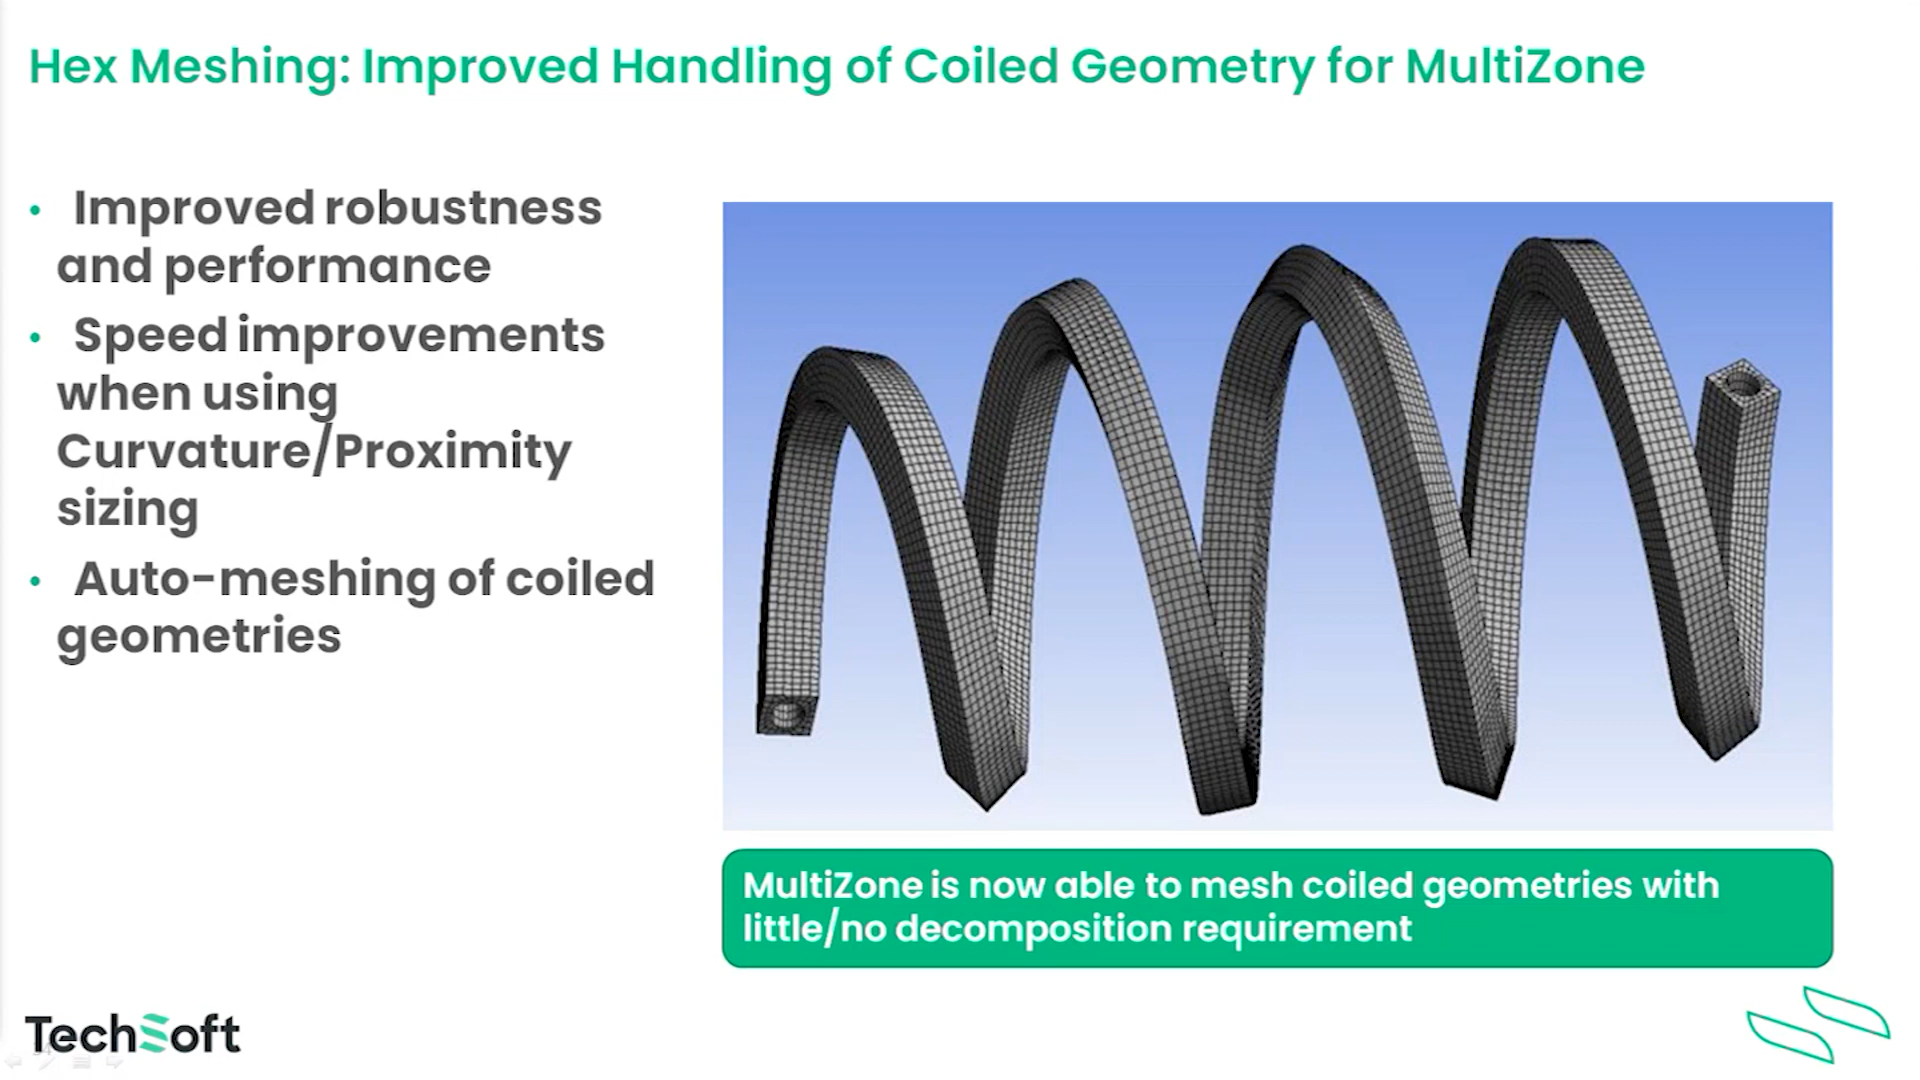 Hex Meshing: Improved Handling of Coiled Geometry for MultiZone
• Improved robustness
and performance
• Speed improvements
when using
Curvature/Proximity
sizing
• Auto-meshing of coiled
geometries
MultiZone is now able to mesh coiled geometries with
little/no decomposition requirement
TechSoft